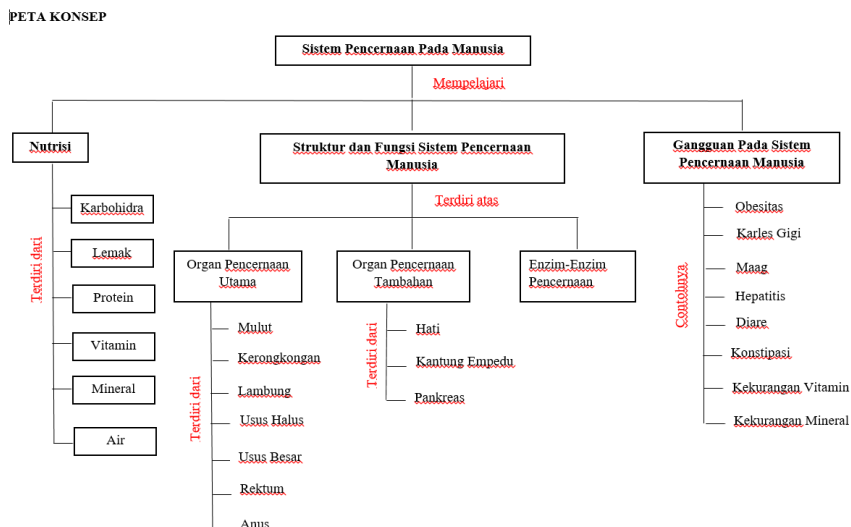 PETA KONSEP
Sistem Pencernaan Pada Manusia
Mempelajari
Nutrisi
Struktur dan Fungsi Sistem Pencernaan
Manusia
Gangguan Pada Sistem
Pencernaan Manusia
Terdiri dari
Karbohidra
Lemak
Protein
Vitamin
Mineral
Air
Terdiri atas
Organ Pencernaan
Utama
Organ Pencernaan
Tambahan
Enzim-Enzim
Pencernaan
Terdiri dari
Mulut
Kerongkongan
Lambung
Usus Halus
Usus Besar
Rektum
Anus
Terdiri dari
Hati
Kantung Empedu
Pankreas
Contohnya
Obesitas
Karles Gigi
Maag
Hepatitis
Diare
Konstipasi
Kekurangan Vitamin
Kekurangan Mineral